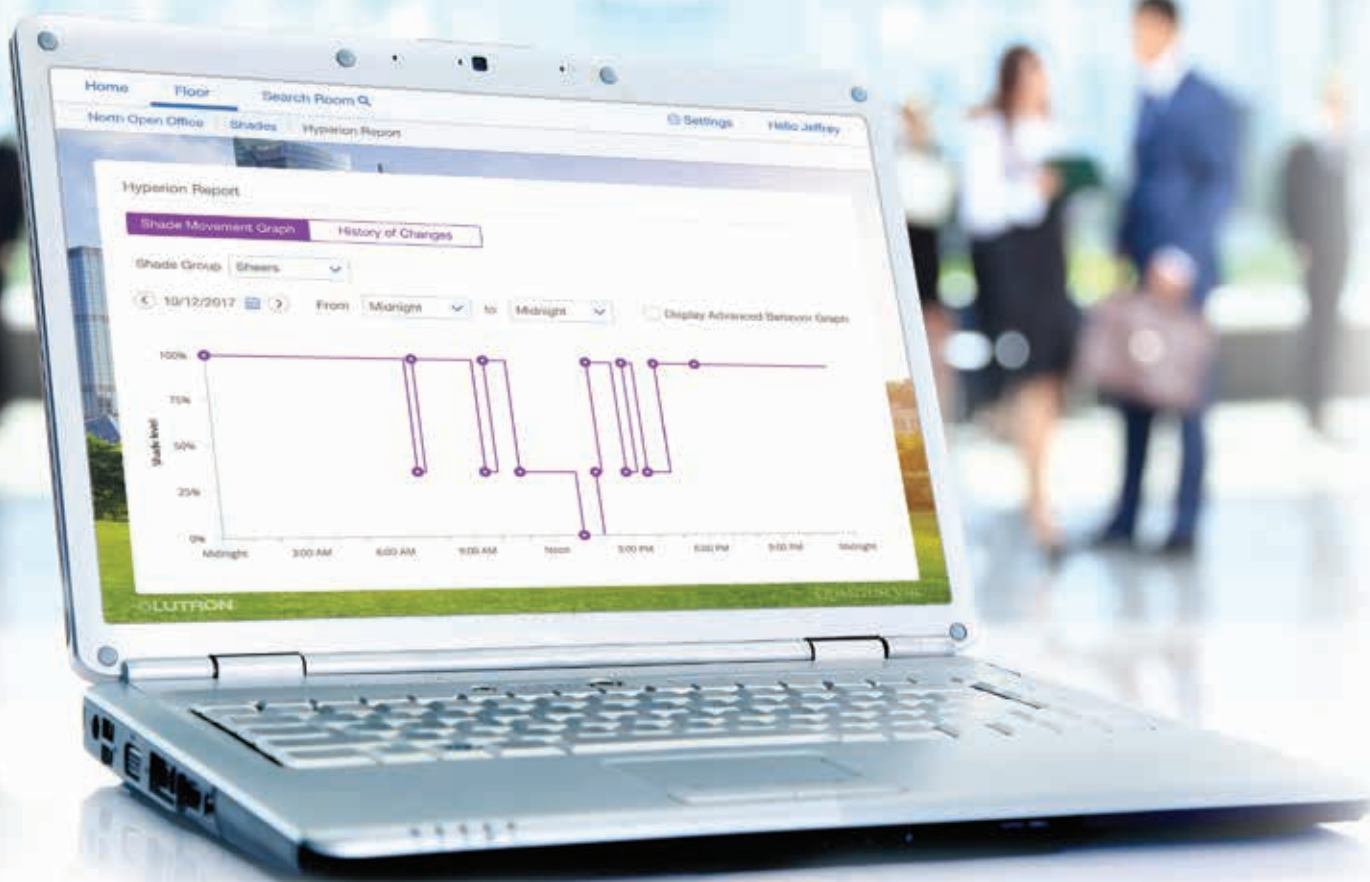 Home Floor Search Room Settings Hello Jeffrey
North Open Office Shades Hyperion Report
Hyperion Report
Shade Movement Graph History of Changes
Shade Group Sheers
10/12/2017 From Midnight to Midnight Display Advanced Behavior Graph
100%
75%
50%
25%
0%
Shade level
Midnight 3:00 AM 6:00 AM 9:00 AM Noon 3:00 PM 6:00 PM 9:00 PM Midnight
LUTRON